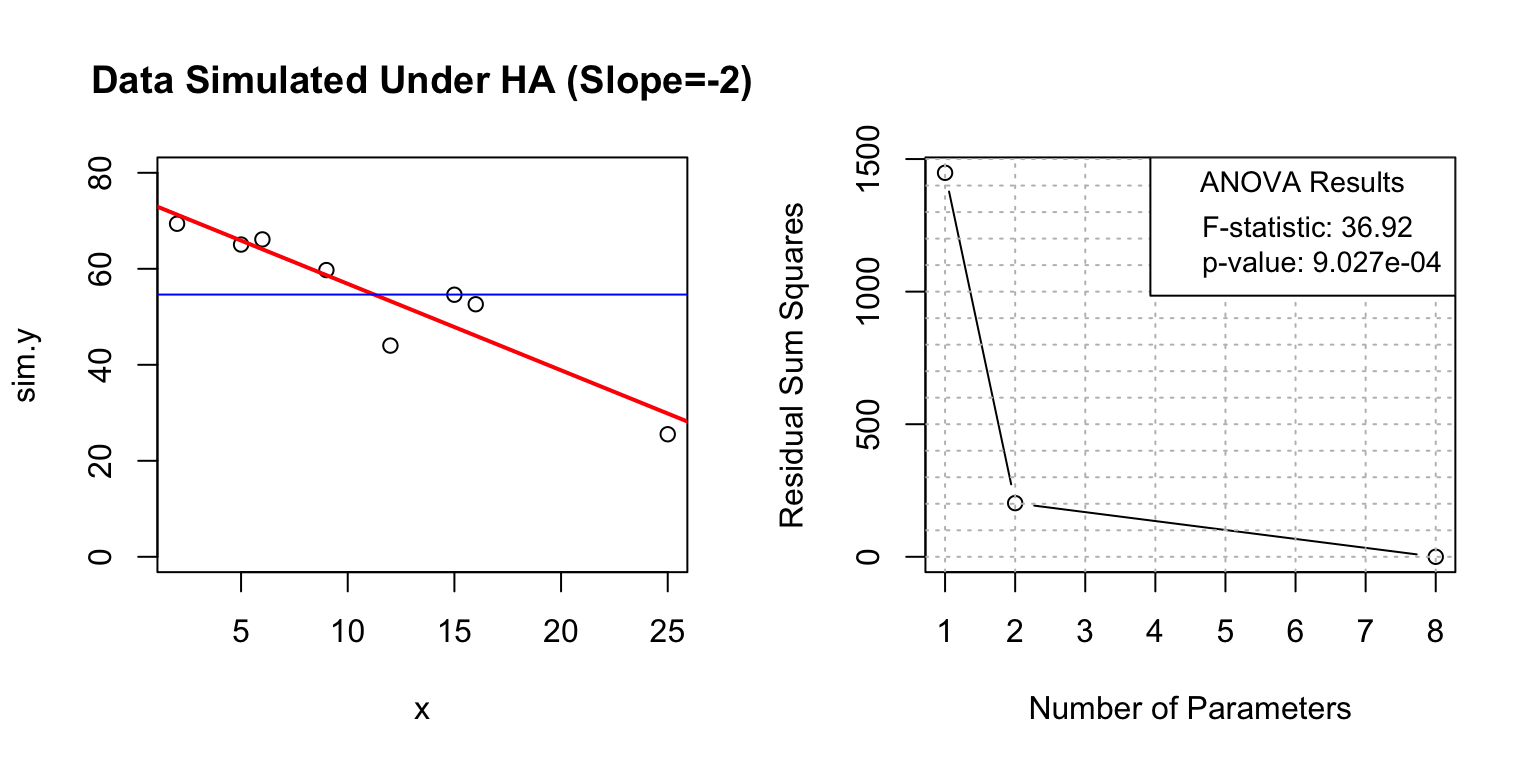 Data Simulated Under HA (Slope=-2)
sim.y
80
60
40
20
0
5 10 15 20 25
x
Residual Sum Squares
1500
1000
500
0
ANOVA Results
F-statistic: 36.92
p-value: 9.027e-04
1 2 3 4 5 6 7 8
Number of Parameters